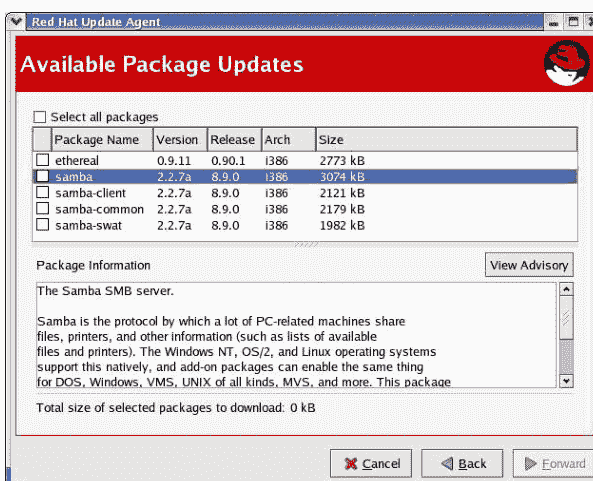 Red Hat Update Agent
Available Package Updates
Select all packages
Package Name Version Release Arch Size
ethereal 0.9.11 0.90.1 i386 2773 kB
samba 2.2.7a 8.9.0 i386 3074 kB
samba-client 2.2.7a 8.9.0 i386 2121 kB
samba-common 2.2.7a 8.9.0 i386 2179 kB
samba-swat 2.2.7a 8.9.0 i386 1982 kB
Package Information View Advisory
The Samba SMB server.
Samba is the protocol by which a lot of PC-related machines share
files, printers, and other information (such as lists of available
files and printers). The Windows NT, OS/2, and Linux operating systems
support this natively, and add-on packages can enable the same thing
for DOS, Windows, VMS, UNIX of all kinds, MVS, and more. This package
Total size of selected packages to download: 0 kB
Cancel Back Forward